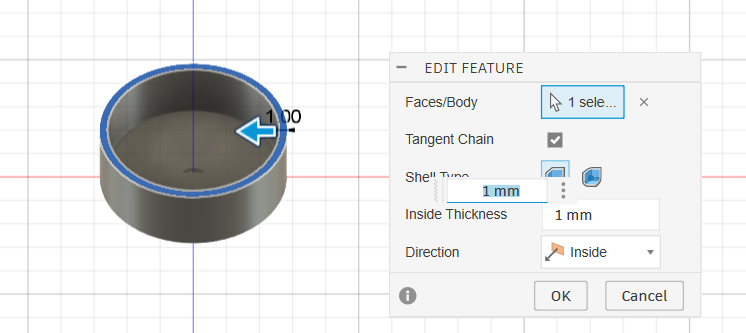 EDIT FEATURE
Faces/Body 1 sele...
1.00
Tangent Chain
Shell Type
1 mm
Inside Thickness 1 mm
Direction Inside
OK Cancel